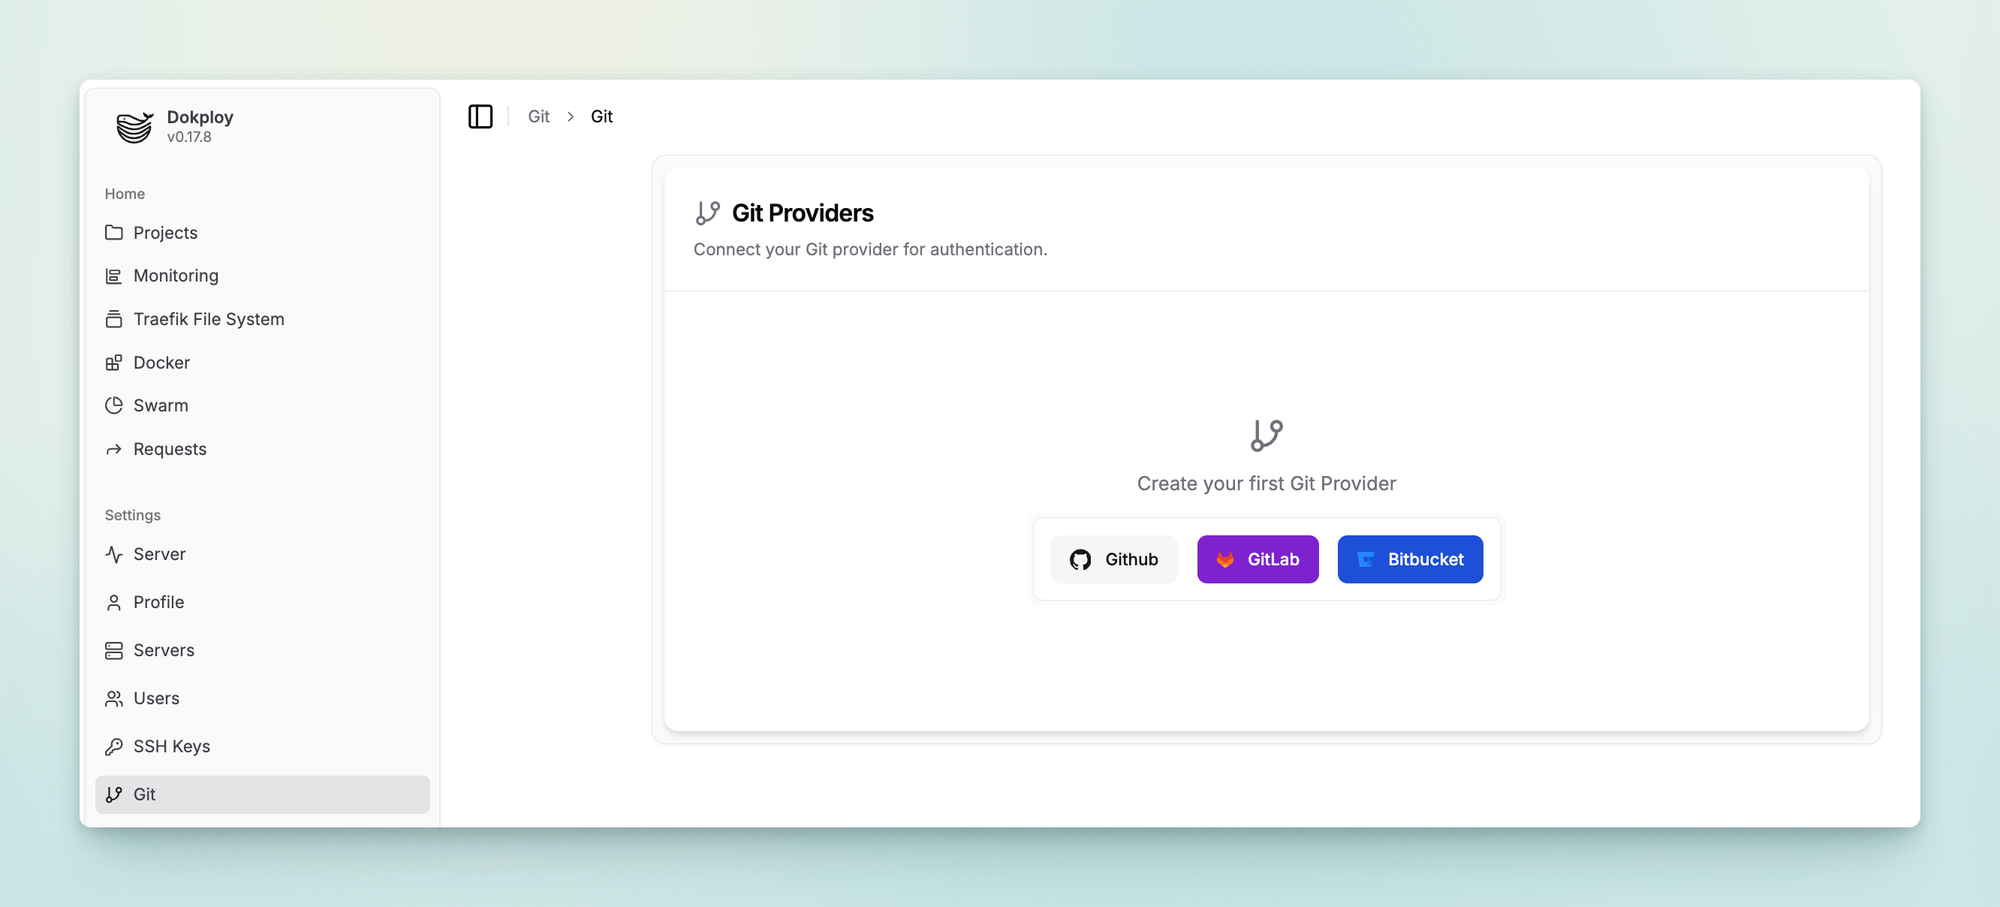 Dokploy
v0.17.8
Home
Projects
Monitoring
Traefik File System
Docker
Swarm
Requests
Settings
Server
Profile
Servers
Users
SSH Keys
Git
Git > Git
Git Providers
Connect your Git provider for authentication.
Create your first Git Provider
Github GitLab Bitbucket